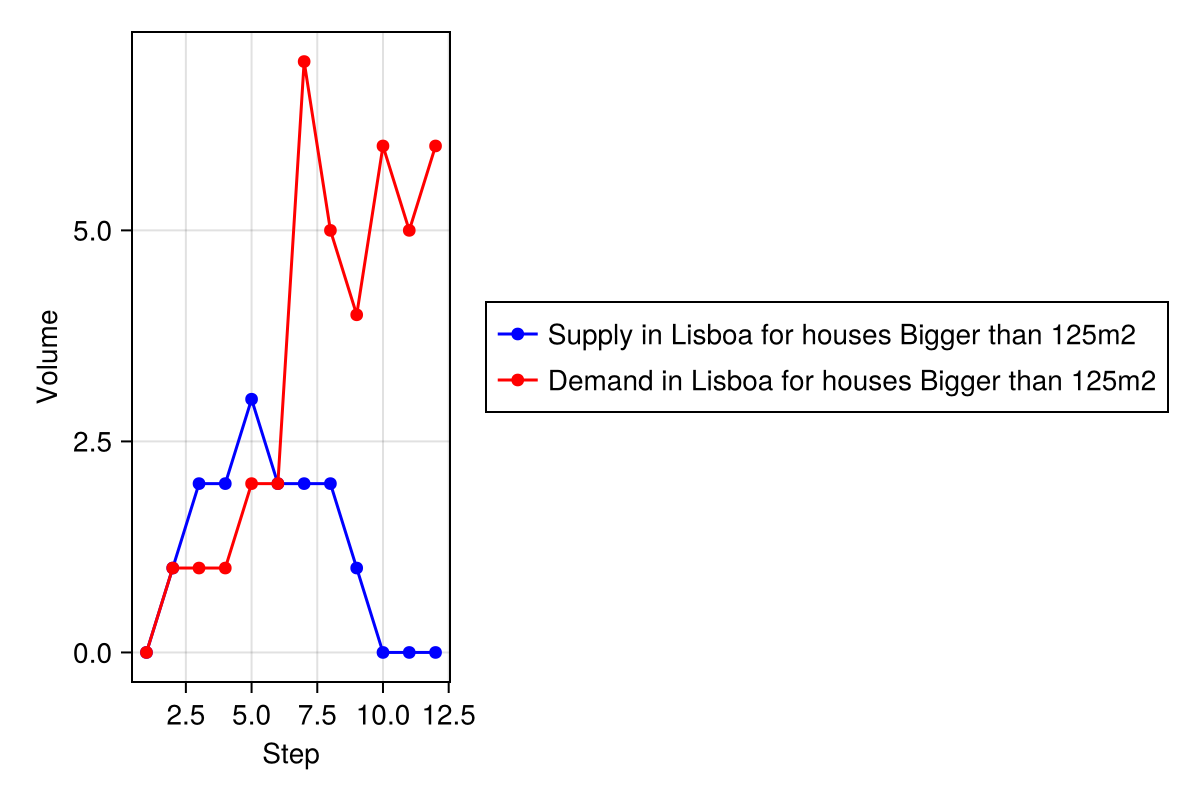 5.0
2.5
0.0
Volume
2.5 5.0 7.5 10.0 12.5
Step
Supply in Lisboa for houses Bigger than 125m2
Demand in Lisboa for houses Bigger than 125m2